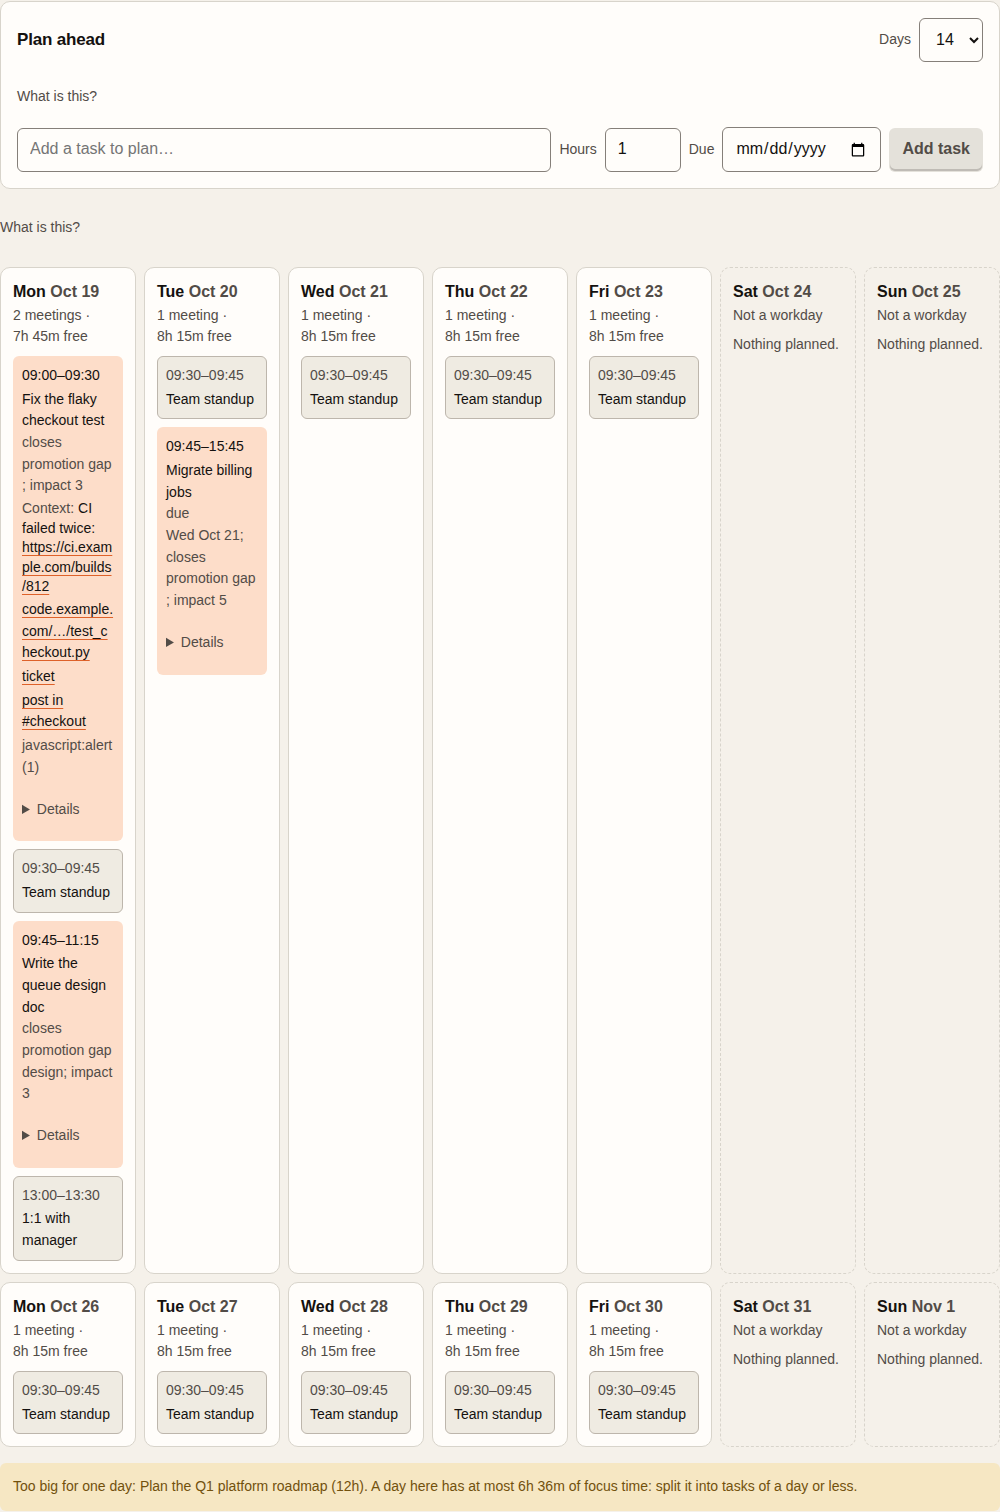 Plan ahead
Days 14
What is this?
Add a task to plan…
Hours 1
Due mm/dd/yyyy
Add task
What is this?
Mon Oct 19
2 meetings ·
7h 45m free
09:00–09:30
Fix the flaky
checkout test
closes
promotion gap
; impact 3
Context: CI
failed twice:
https://ci.exam
ple.com/builds
/812
code.example.
com/…/test_c
heckout.py
ticket
post in
#checkout
javascript:alert
(1)
Details
09:30–09:45
Team standup
09:45–11:15
Write the
queue design
doc
closes
promotion gap
design; impact
3
Details
13:00–13:30
1:1 with
manager
Tue Oct 20
1 meeting ·
8h 15m free
09:30–09:45
Team standup
09:45–15:45
Migrate billing
jobs
due
Wed Oct 21;
closes
promotion gap
; impact 5
Details
Wed Oct 21
1 meeting ·
8h 15m free
09:30–09:45
Team standup
Thu Oct 22
1 meeting ·
8h 15m free
09:30–09:45
Team standup
Fri Oct 23
1 meeting ·
8h 15m free
09:30–09:45
Team standup
Sat Oct 24
Not a workday
Nothing planned.
Sun Oct 25
Not a workday
Nothing planned.
Mon Oct 26
1 meeting ·
8h 15m free
09:30–09:45
Team standup
Tue Oct 27
1 meeting ·
8h 15m free
09:30–09:45
Team standup
Wed Oct 28
1 meeting ·
8h 15m free
09:30–09:45
Team standup
Thu Oct 29
1 meeting ·
8h 15m free
09:30–09:45
Team standup
Fri Oct 30
1 meeting ·
8h 15m free
09:30–09:45
Team standup
Sat Oct 31
Not a workday
Nothing planned.
Sun Nov 1
Not a workday
Nothing planned.
Too big for one day: Plan the Q1 platform roadmap (12h). A day here has at most 6h 36m of focus time: split it into tasks of a day or less.